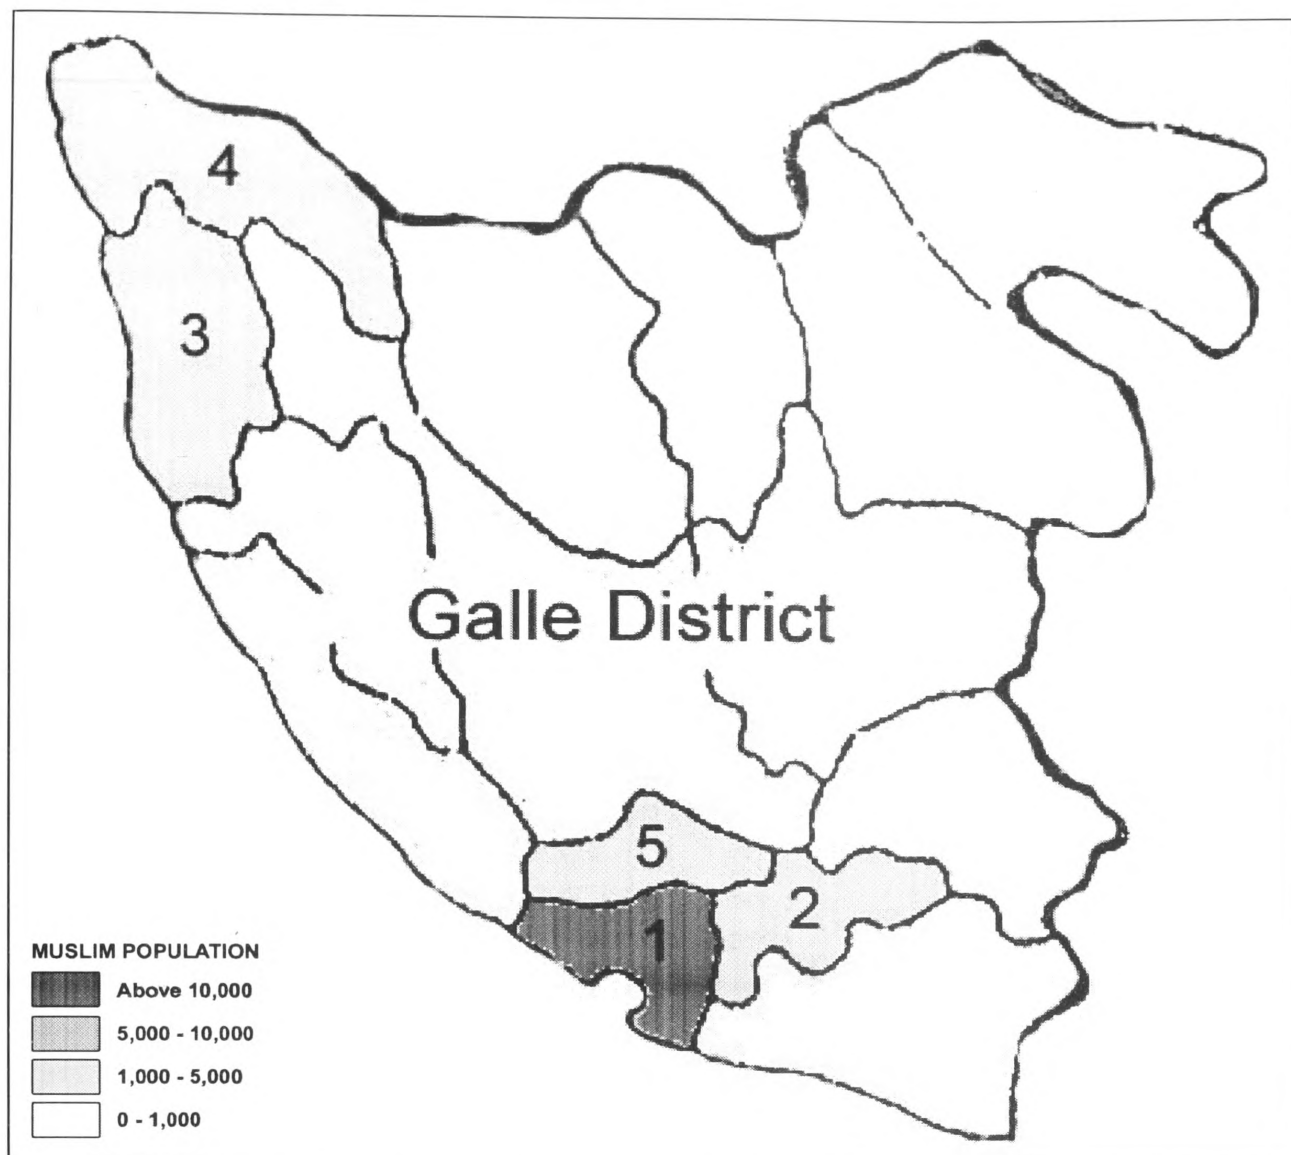 4
3
Galle District
5
2
1
MUSLIM POPULATION
Above 10,000
5,000 - 10,000
1,000 - 5,000
0 - 1,000